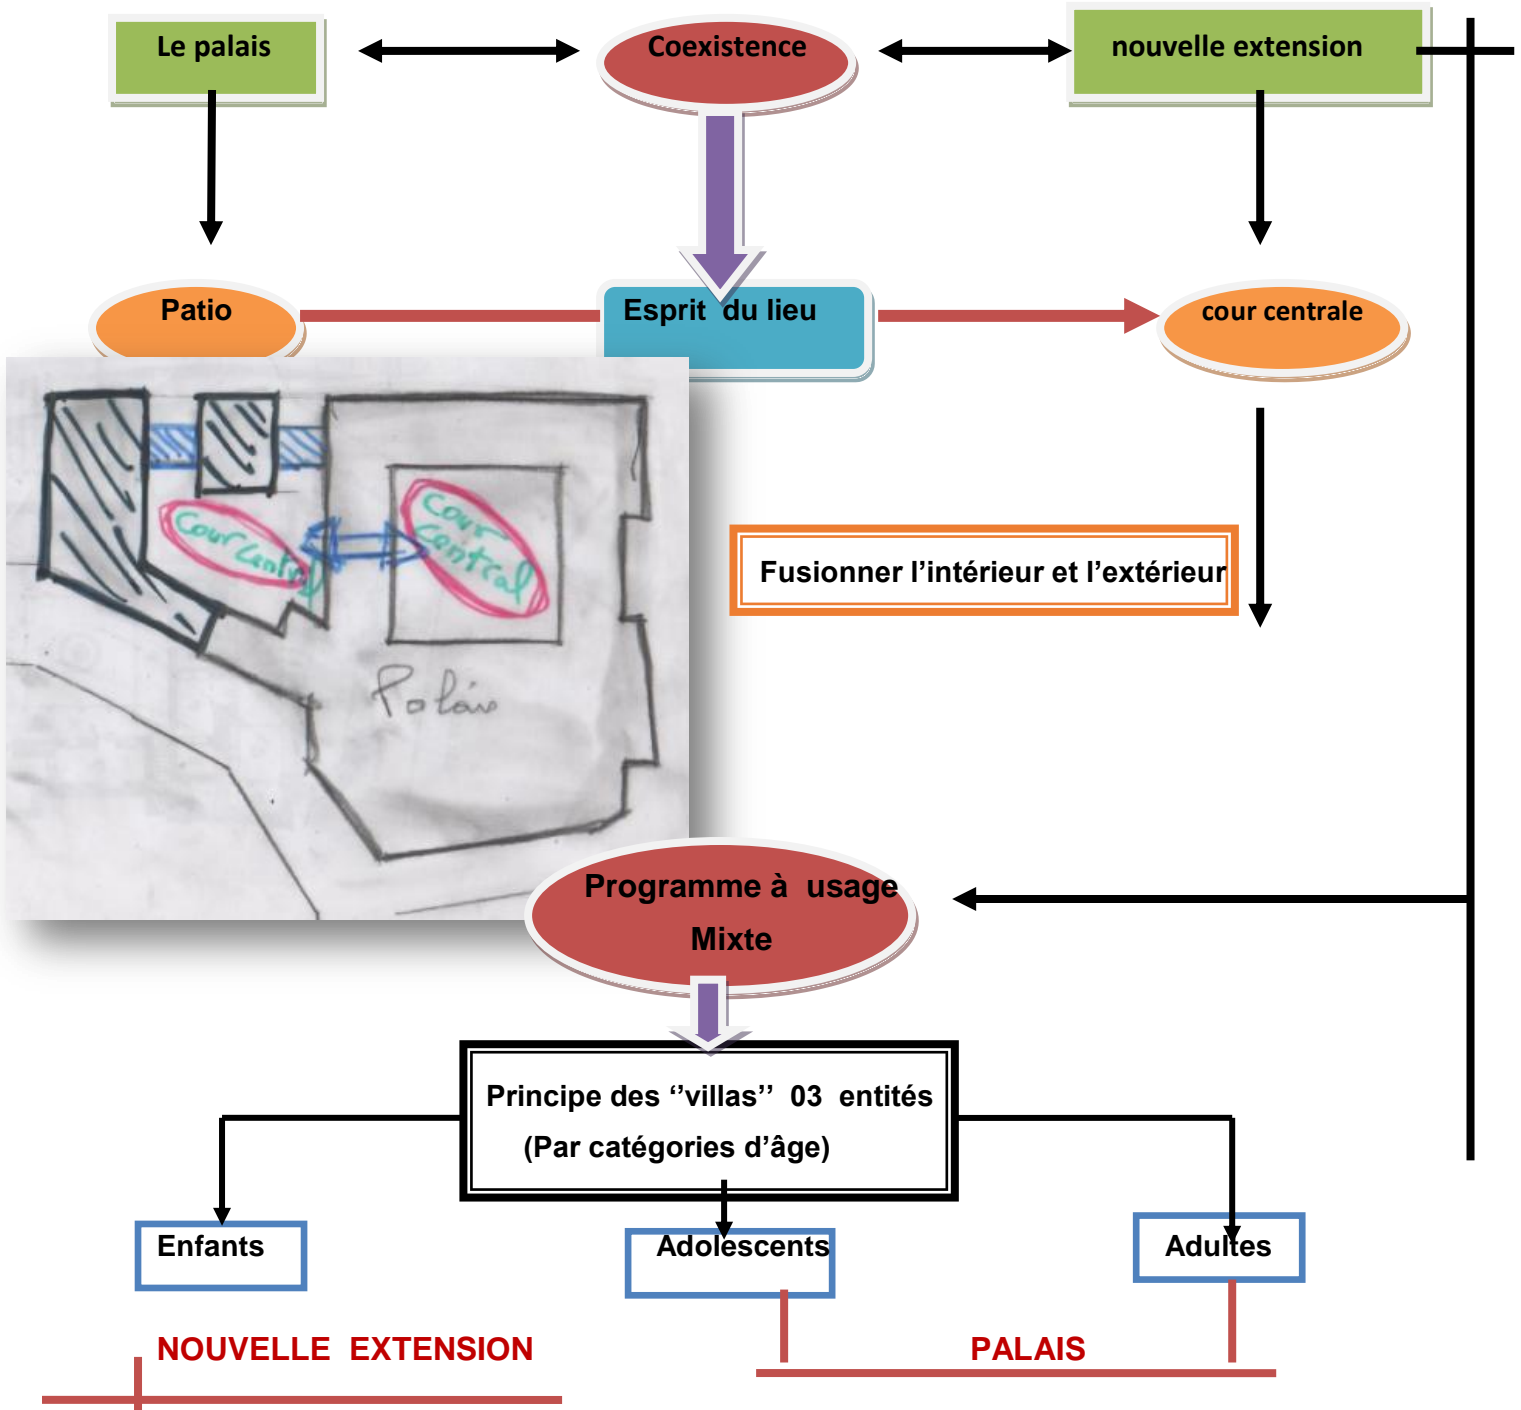 Le palais
Coexistence
nouvelle extension
Patio
Esprit du lieu
cour centrale
Cour Central
Cour
Central
Palais
Fusionner l’intérieur et l’extérieur
Programme à usage
Mixte
Principe des ‘’villas’’ 03 entités
(Par catégories d’âge)
Enfants
Adolescents
Adultes
NOUVELLE EXTENSION
PALAIS